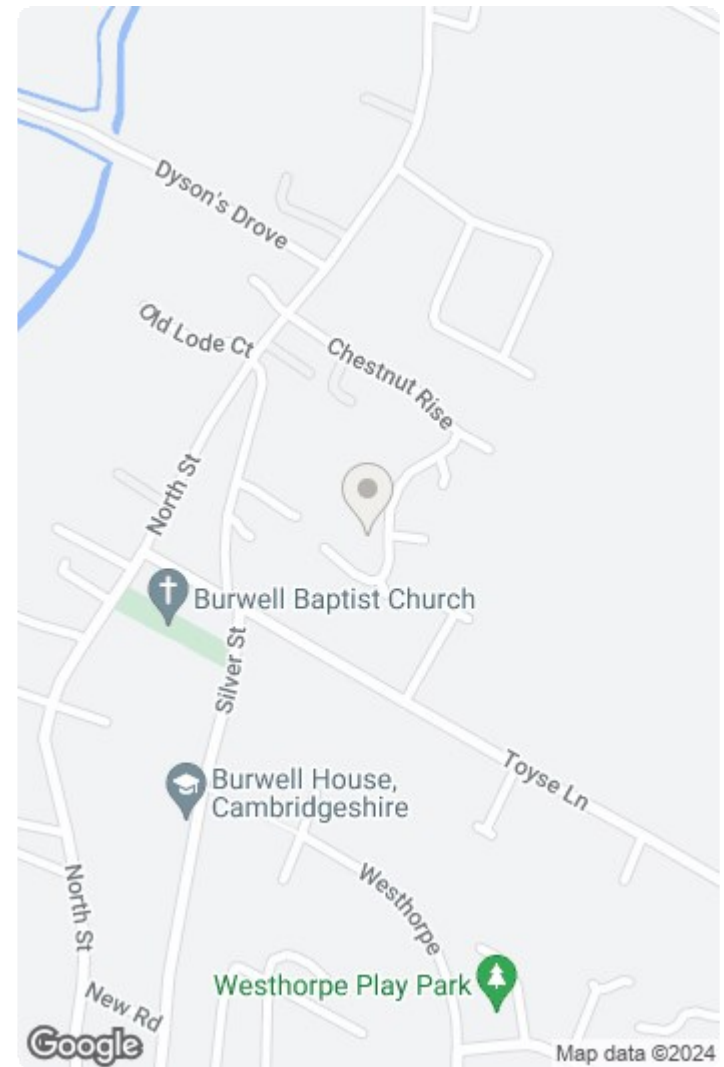 Dyson's Drove
Old Lode Ct
Chestnut Rise
North St
Burwell Baptist Church
Silver St
Toyse Ln
Burwell House,
Cambridgeshire
Westhorpe
North St
Westhorpe Play Park
New Rd
Google
Map data ©2024